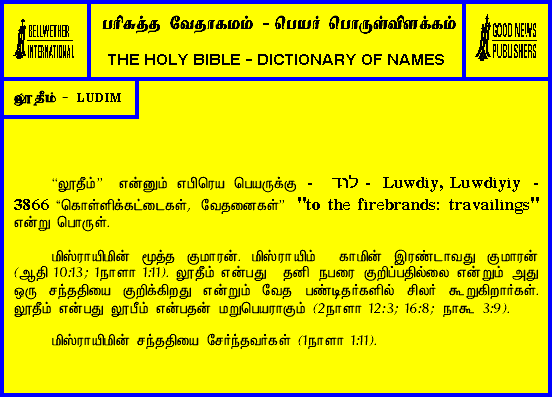 BELLWETHER
INTERNATIONAL
பரிசுத்த வேதாகமம் - பெயர் பொருள்விளக்கம்
THE HOLY BIBLE - DICTIONARY OF NAMES
GOOD NEWS
PUBLISHERS
லூதீம் - LUDIM
“லூதீம்” என்னும் எபிரெய பெயருக்கு - לוד - Luwdiy, Luwdiyiy -
3866 “கொள்ளிக்கட்டைகள், வேதனைகள்” "to the firebrands: travailings"
என்று பொருள்.
மிஸ்ராயிமின் மூத்த குமாரன். மிஸ்ராயிம் காமின் இரண்டாவது குமாரன்
(ஆதி 10:13; 1நாளா 1:11). லூதீம் என்பது தனி நபரை குறிப்பதில்லை என்றும் அது
ஒரு சந்ததியை குறிக்கிறது என்றும் வேத பண்டிதர்களில் சிலர் கூறுகிறார்கள்.
லூதீம் என்பது லூபீம் என்பதன் மறுபெயராகும் (2நாளா 12:3; 16:8; நாகூ 3:9).
மிஸ்ராயிமின் சந்ததியை சேர்ந்தவர்கள் (1நாளா 1:11).